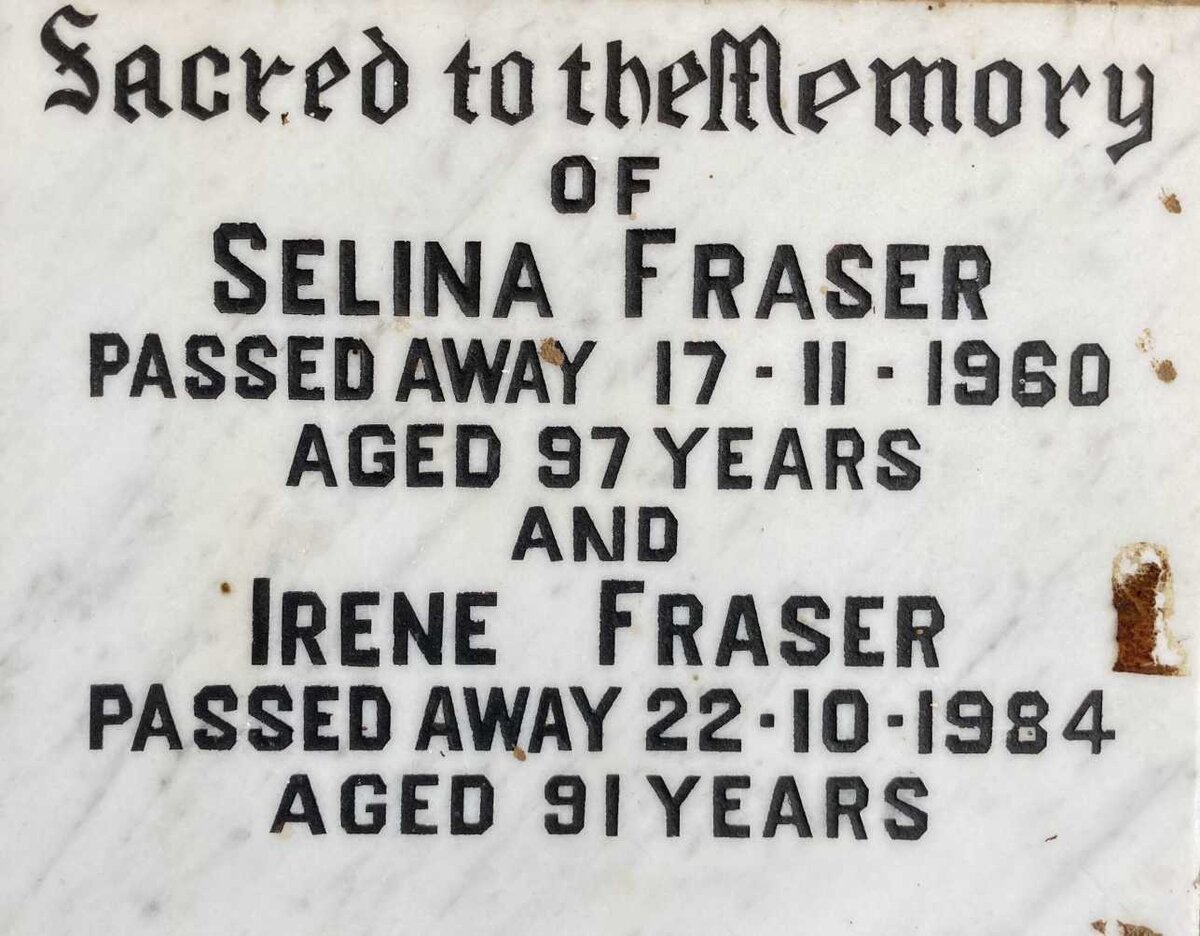 Sacred to the Memory
OF
SELINA FRASER
PASSED AWAY 17-11-1960
AGED 97 YEARS
AND
IRENE FRASER
PASSED AWAY 22-10-1984
AGED 91 YEARS